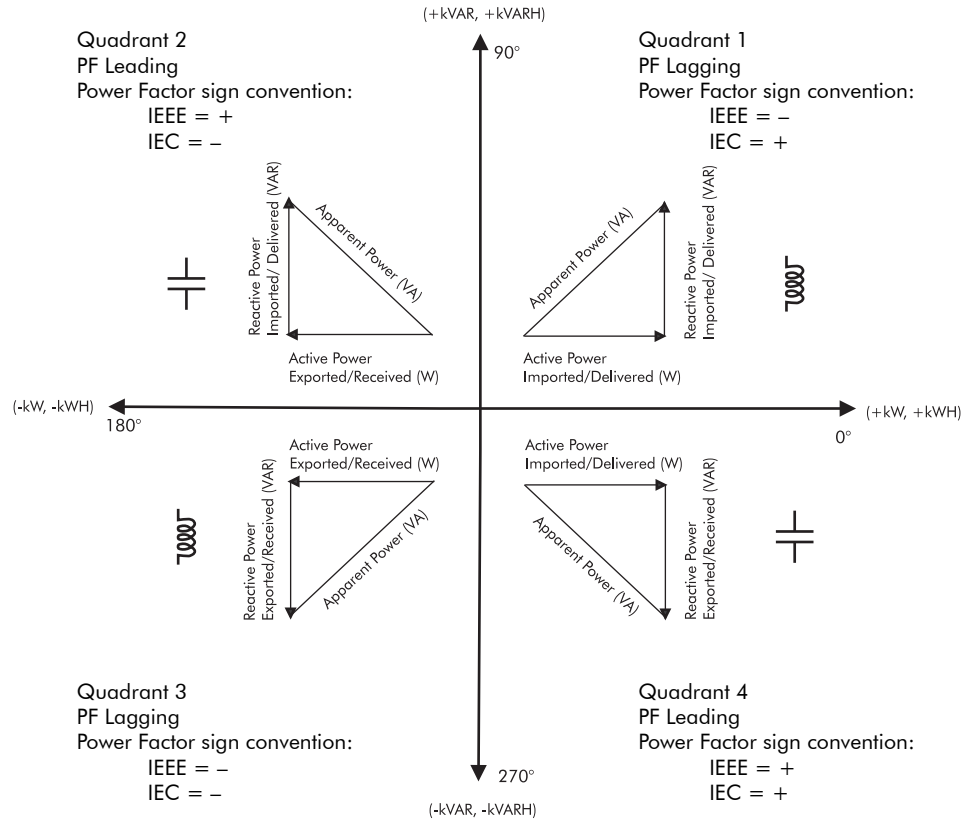 (+kVAR, +kVARH)
90°
Quadrant 2
PF Leading
Power Factor sign convention:
IEEE = +
IEC = –
Quadrant 1
PF Lagging
Power Factor sign convention:
IEEE = –
IEC = +
Reactive Power
Imported/ Delivered (VAR)
Apparent Power (VA)
Active Power
Exported/Received (W)
Apparent Power (VA)
Reactive Power
Imported/ Delivered (VAR)
Active Power
Imported/Delivered (W)
(-kW, -kWH)
180°
0°
(+kW, +kWH)
Active Power
Exported/Received (W)
Reactive Power
Exported/Received (VAR)
Apparent Power (VA)
Active Power
Imported/Delivered (W)
Apparent Power (VA)
Reactive Power
Exported/Received (VAR)
Quadrant 3
PF Lagging
Power Factor sign convention:
IEEE = –
IEC = –
Quadrant 4
PF Leading
Power Factor sign convention:
IEEE = +
IEC = +
270°
(-kVAR, -kVARH)